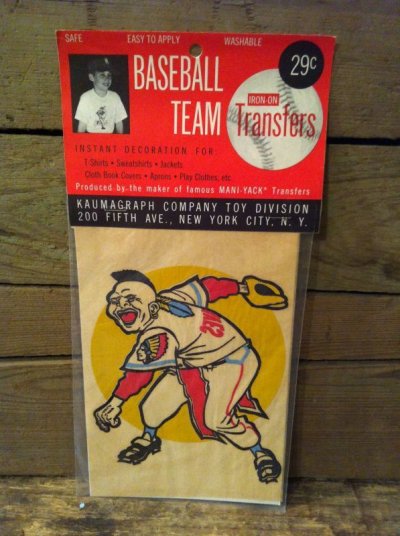 SAFE EASY TO APPLY WASHABLE
BASEBALL
TEAM
29¢
IRON-ON
Transfers
INSTANT DECORATION FOR:
T Shirts • Sweatshirts • Jackets
Cloth Book Covers • Aprons • Play Clothes, etc.
Produced by the maker of famous MANI-YACK® Transfers
KAUMAGRAPH COMPANY TOY DIVISION
200 FIFTH AVE., NEW YORK CITY, N. Y.